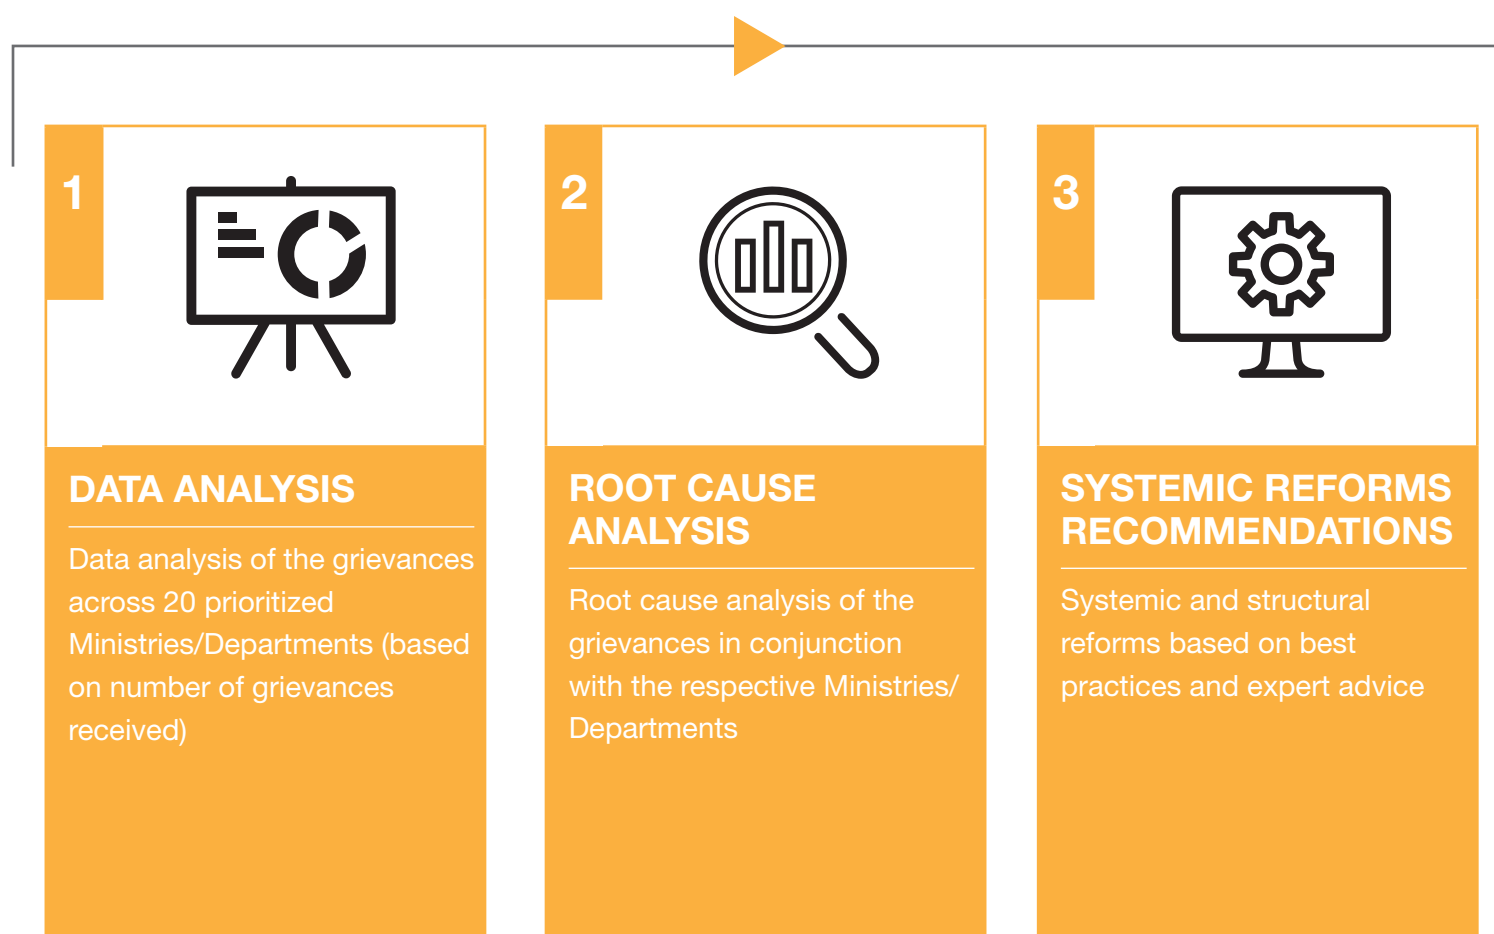 1
DATA ANALYSIS
Data analysis of the grievances
across 20 prioritized
Ministries/Departments (based
on number of grievances
received)
2
ROOT CAUSE
ANALYSIS
Root cause analysis of the
grievances in conjunction
with the respective Ministries/
Departments
3
SYSTEMIC REFORMS
RECOMMENDATIONS
Systemic and structural
reforms based on best
practices and expert advice